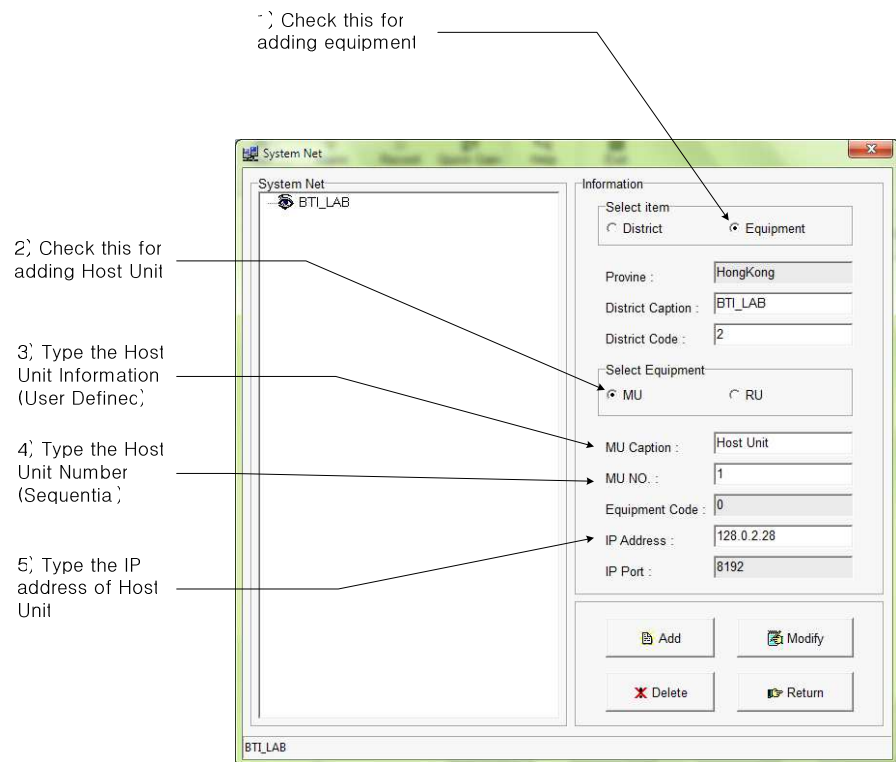 1) Check this for
adding equipment
System Net
System Net
BTI_LAB
Information
Select item
District
Equipment
2) Check this for
adding Host Unit
Provine :
HongKong
District Caption :
BTI_LAB
District Code :
2
3) Type the Host
Unit Information
(User Defined)
Select Equipment
MU
RU
4) Type the Host
Unit Number
(Sequential)
MU Caption :
Host Unit
MU NO. :
1
Equipment Code :
0
IP Address :
128.0.2.28
IP Port :
8192
5) Type the IP
address of Host
Unit
Add
Modify
Delete
Return
BTI_LAB